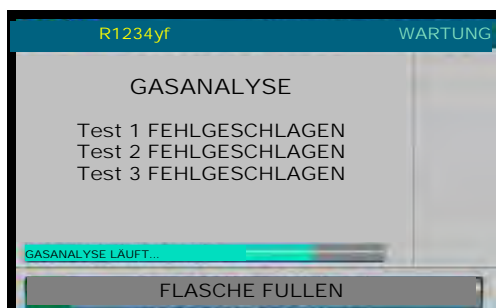 R1234yf WARTUNG
GASANALYSE
Test 1 FEHLGESCHLAGEN
Test 2 FEHLGESCHLAGEN
Test 3 FEHLGESCHLAGEN
GASANALYSE LÄUFT...
FLASCHE FULLEN